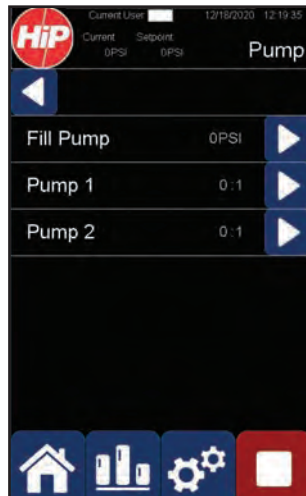 HiP
Current User
12/18/2020 12:19:35
Current Setpoint
0PSI 0PSI
Pump
Fill Pump 0PSI
Pump 1 0:1
Pump 2 0:1